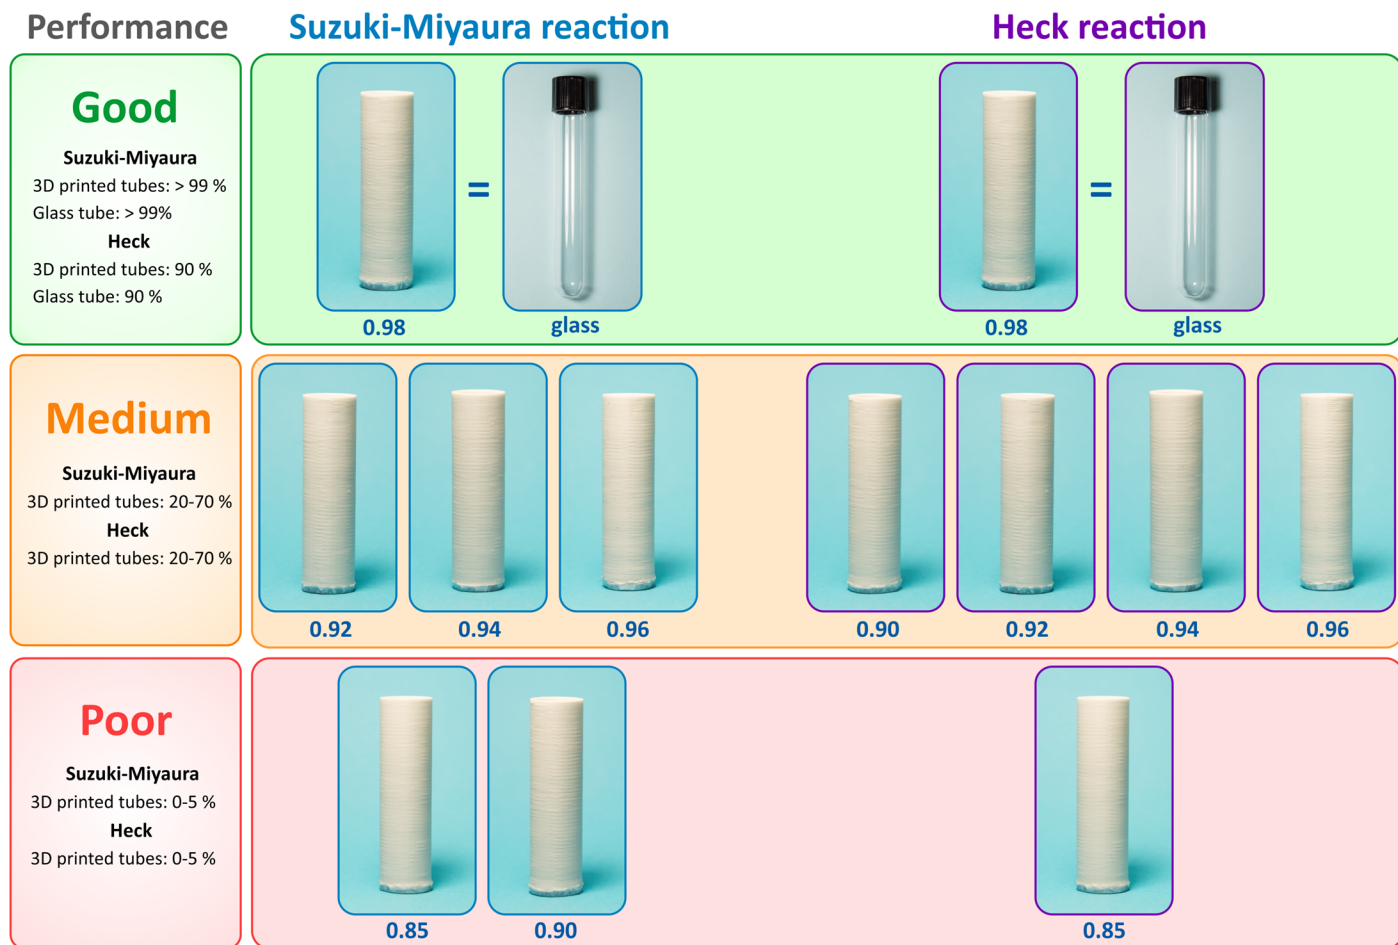 Performance
Suzuki-Miyaura reaction
Heck reaction
Good
Suzuki-Miyaura
3D printed tubes: > 99 %
Glass tube: > 99%
Heck
3D printed tubes: 90 %
Glass tube: 90 %
=
=
0.98
glass
0.98
glass
Medium
Suzuki-Miyaura
3D printed tubes: 20-70 %
Heck
3D printed tubes: 20-70 %
0.92
0.94
0.96
0.90
0.92
0.94
0.96
Poor
Suzuki-Miyaura
3D printed tubes: 0-5 %
Heck
3D printed tubes: 0-5 %
0.85
0.90
0.85